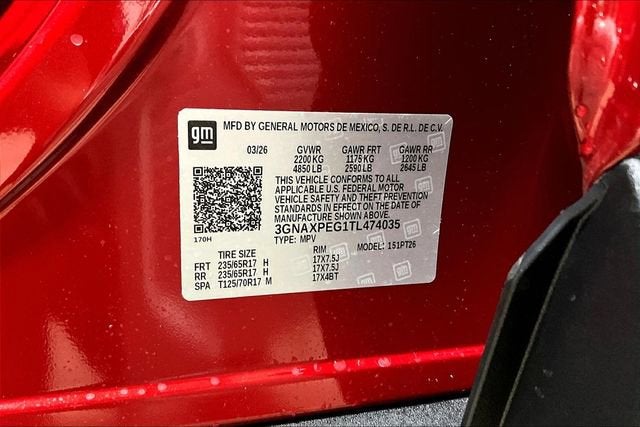 gm MFD BY GENERAL MOTORS DE MEXICO, S. DE R.L. DE C.V.
03/26 GVWR GAWR FRT GAWR RR
2200 KG 1175 KG 1200 KG
4850 LB 2590 LB 2645 LB
THIS VEHICLE CONFORMS TO ALL
APPLICABLE U.S. FEDERAL MOTOR
VEHICLE SAFETY AND THEFT PREVENTION
STANDARDS IN EFFECT ON THE DATE OF
MANUFACTURE SHOWN ABOVE.
3GNAXPEG1TL474035
170H TYPE: MPV MODEL: 151PT26
TIRE SIZE RIM
FRT 235/65R17 H 17X7.5J
RR 235/65R17 H 17X7.5J
SPA T125/70R17 M 17X4BT